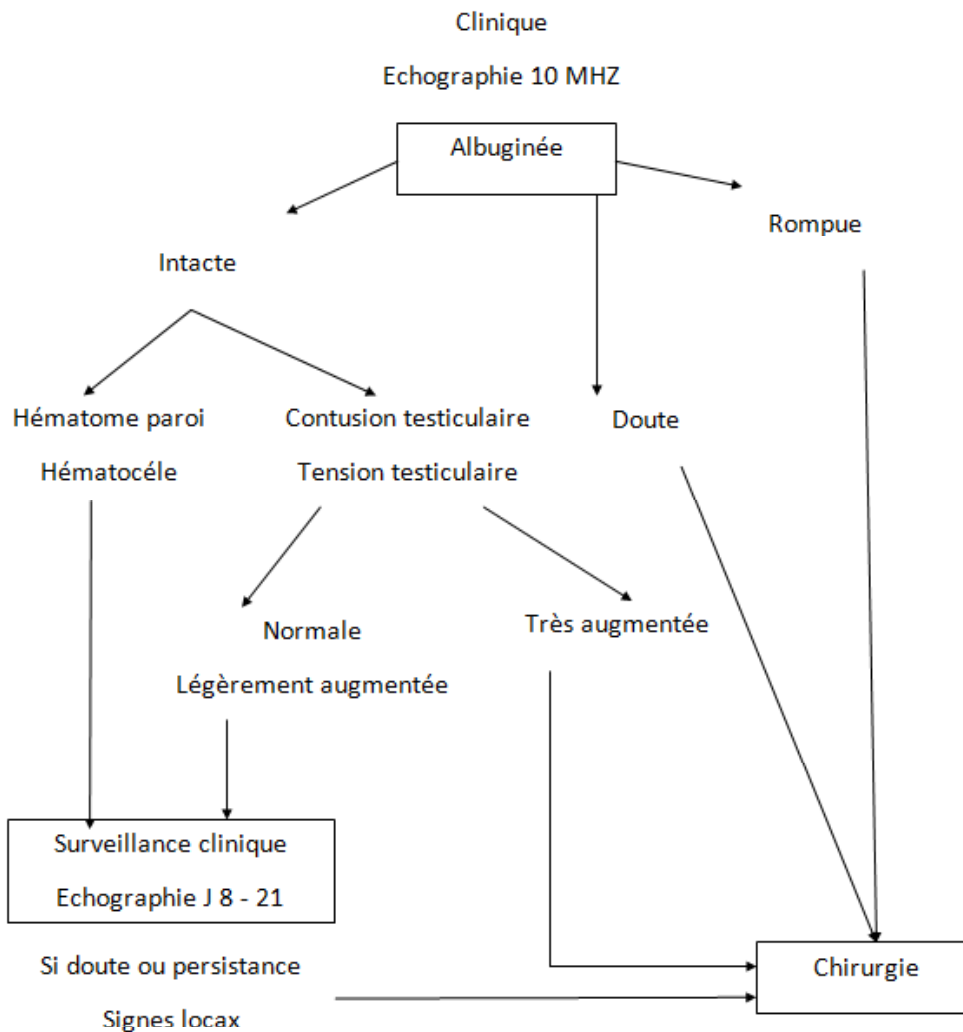 Clinique
Echographie 10 MHZ
Albuginée
Rompue
Intacte
Hématome paroi
Hématocéle
Contusion testiculaire
Tension testiculaire
Doute
Normale
Légèrement augmentée
Très augmentée
Surveillance clinique
Echographie J 8 - 21
Si doute ou persistance
Signes locax
Chirurgie